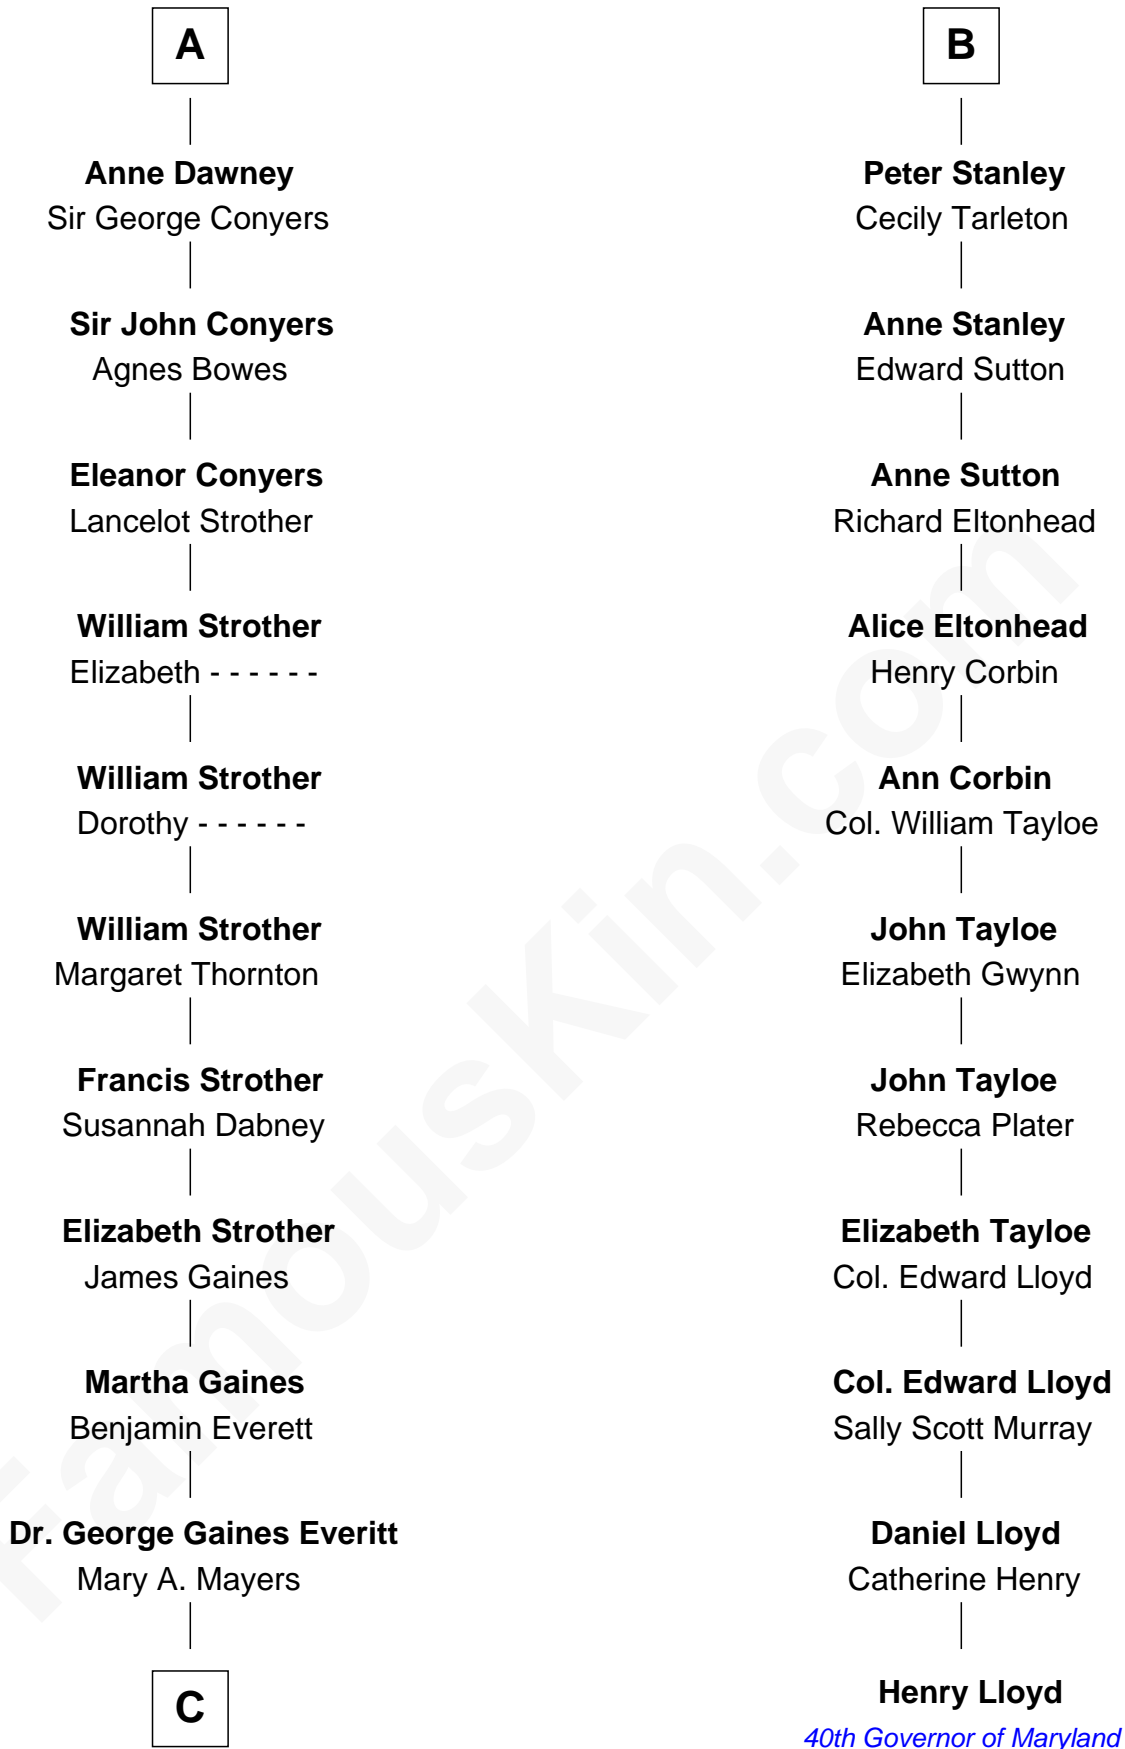 A
Anne Dawney
Sir George Conyers
Sir John Conyers
Agnes Bowes
Eleanor Conyers
Lancelot Strother
William Strother
Elizabeth - - - - - -
William Strother
Dorothy - - - - - -
William Strother
Margaret Thornton
Francis Strother
Susannah Dabney
Elizabeth Strother
James Gaines
Martha Gaines
Benjamin Everett
Dr. George Gaines Everitt
Mary A. Mayers
C
B
Peter Stanley
Cecily Tarleton
Anne Stanley
Edward Sutton
Anne Sutton
Richard Eltonhead
Alice Eltonhead
Henry Corbin
Ann Corbin
Col. William Tayloe
John Tayloe
Elizabeth Gwynn
John Tayloe
Rebecca Plater
Elizabeth Tayloe
Col. Edward Lloyd
Col. Edward Lloyd
Sally Scott Murray
Daniel Lloyd
Catherine Henry
Henry Lloyd
40th Governor of Maryland
FamousKin.com